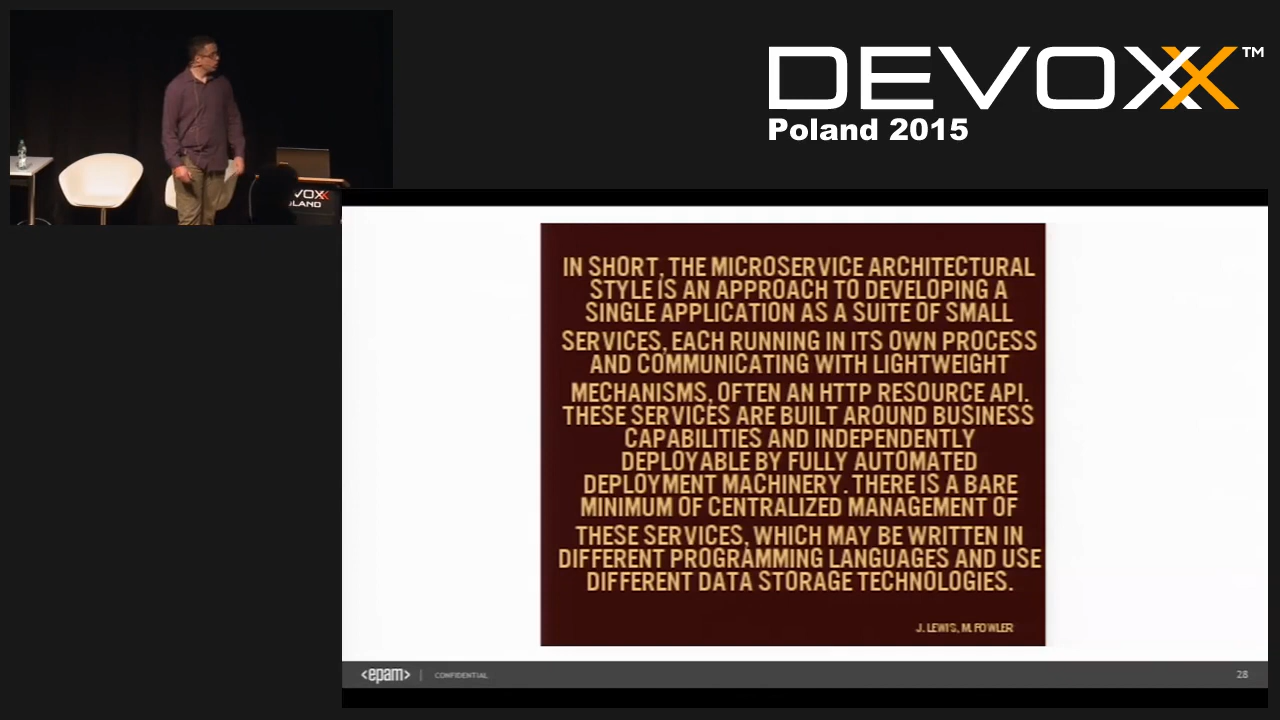 DEVOXX™
Poland 2015
VOXX
LAND
IN SHORT, THE MICROSERVICE ARCHITECTURAL
STYLE IS AN APPROACH TO DEVELOPING A
SINGLE APPLICATION AS A SUITE OF SMALL
SERVICES, EACH RUNNING IN ITS OWN PROCESS
AND COMMUNICATING WITH LIGHTWEIGHT
MECHANISMS, OFTEN AN HTTP RESOURCE API.
THESE SERVICES ARE BUILT AROUND BUSINESS
CAPABILITIES AND INDEPENDENTLY
DEPLOYABLE BY FULLY AUTOMATED
DEPLOYMENT MACHINERY. THERE IS A BARE
MINIMUM OF CENTRALIZED MANAGEMENT OF
THESE SERVICES, WHICH MAY BE WRITTEN IN
DIFFERENT PROGRAMMING LANGUAGES AND USE
DIFFERENT DATA STORAGE TECHNOLOGIES.
J. LEWIS, M. FOWLER
<epam> | CONFIDENTIAL
28